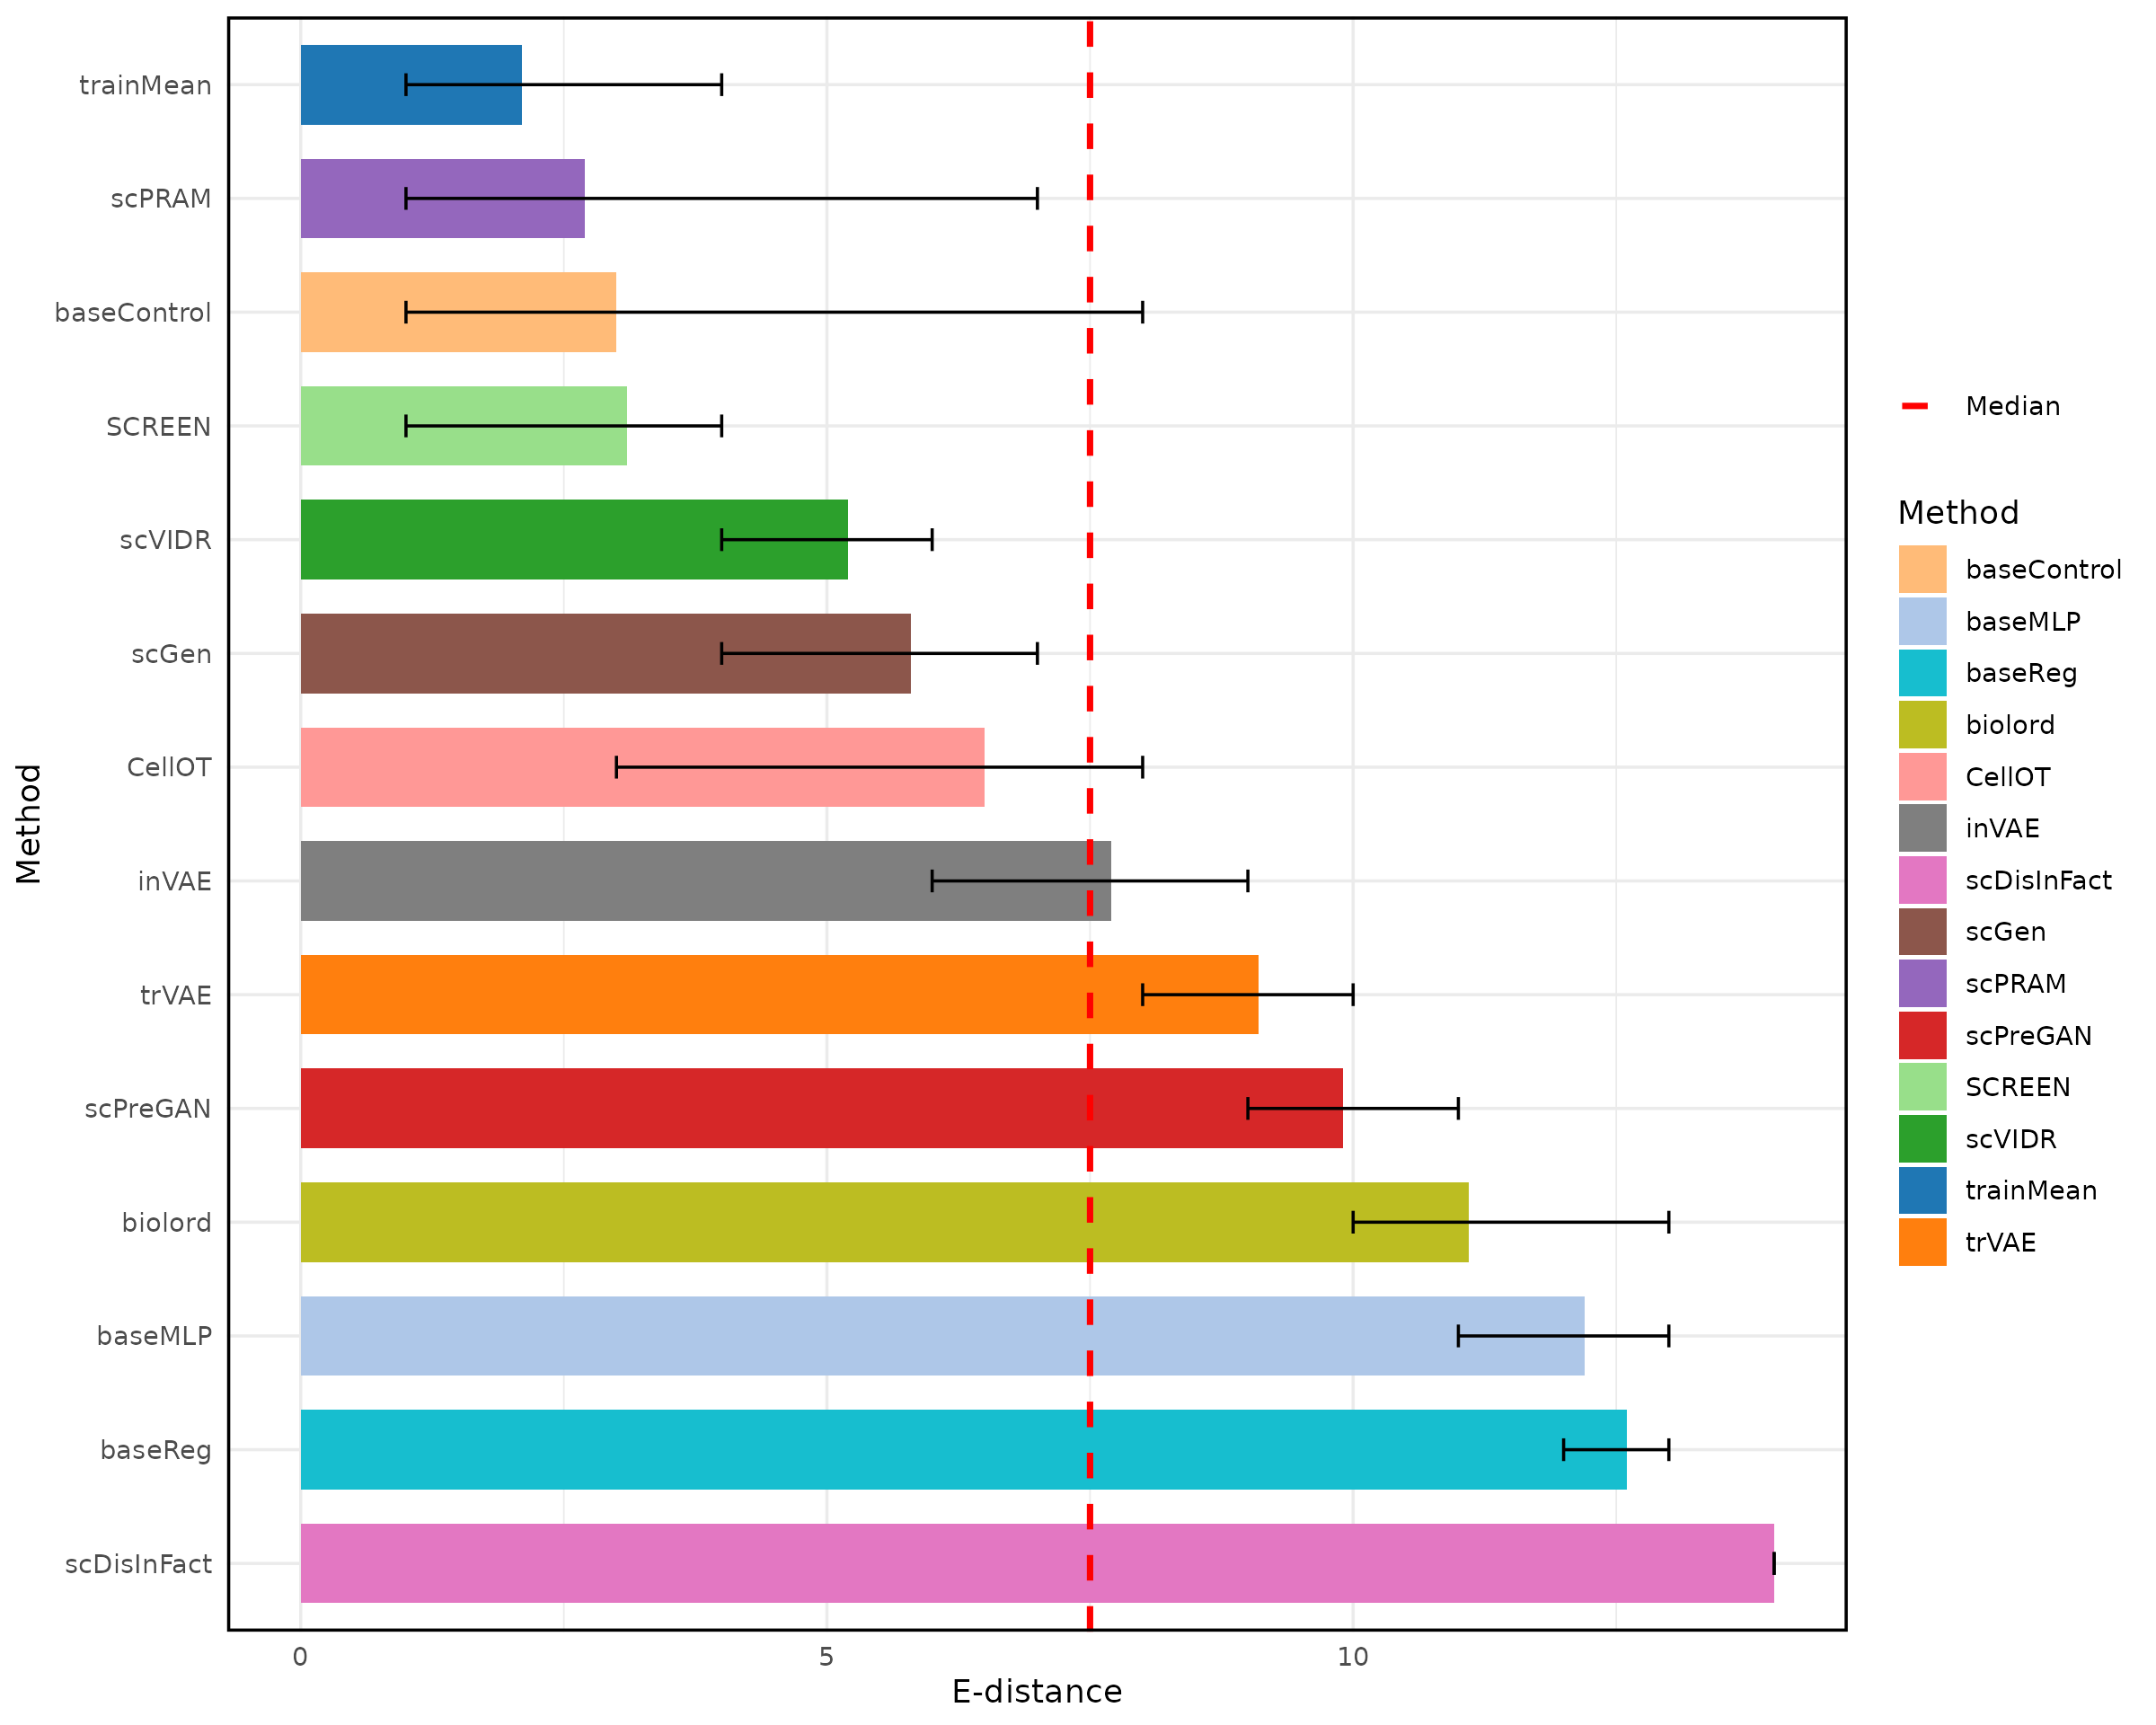 trainMean
scPRAM
baseControl
SCREEN
scVIDR
scGen
CellOT
inVAE
trVAE
scPreGAN
biolord
baseMLP
baseReg
scDisInFact
Method
0 5 10
E-distance
Median
Method
baseControl
baseMLP
baseReg
biolord
CellOT
inVAE
scDisInFact
scGen
scPRAM
scPreGAN
SCREEN
scVIDR
trainMean
trVAE